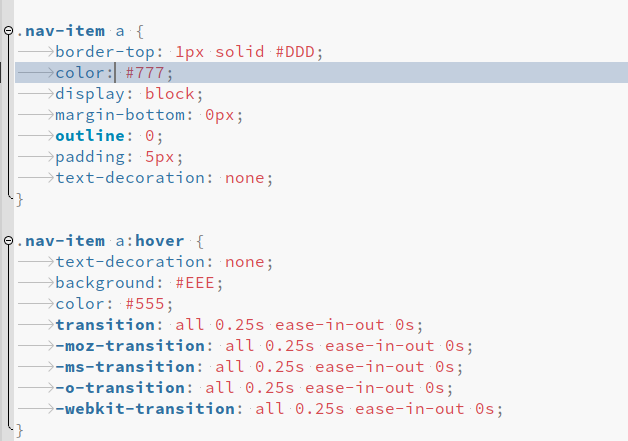 .nav-item a {
border-top: 1px solid #DDD;
color: #777;
display: block;
margin-bottom: 0px;
outline: 0;
padding: 5px;
text-decoration: none;
}
.nav-item a:hover {
text-decoration: none;
background: #EEE;
color: #555;
transition: all 0.25s ease-in-out 0s;
-moz-transition: all 0.25s ease-in-out 0s;
-ms-transition: all 0.25s ease-in-out 0s;
-o-transition: all 0.25s ease-in-out 0s;
-webkit-transition: all 0.25s ease-in-out 0s;
}